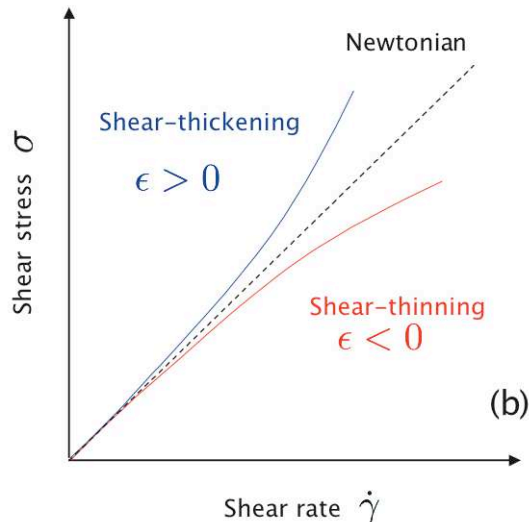 Newtonian
Shear-thickening
ϵ > 0
Shear stress σ
Shear-thinning
ϵ < 0
(b)
Shear rate γ̇